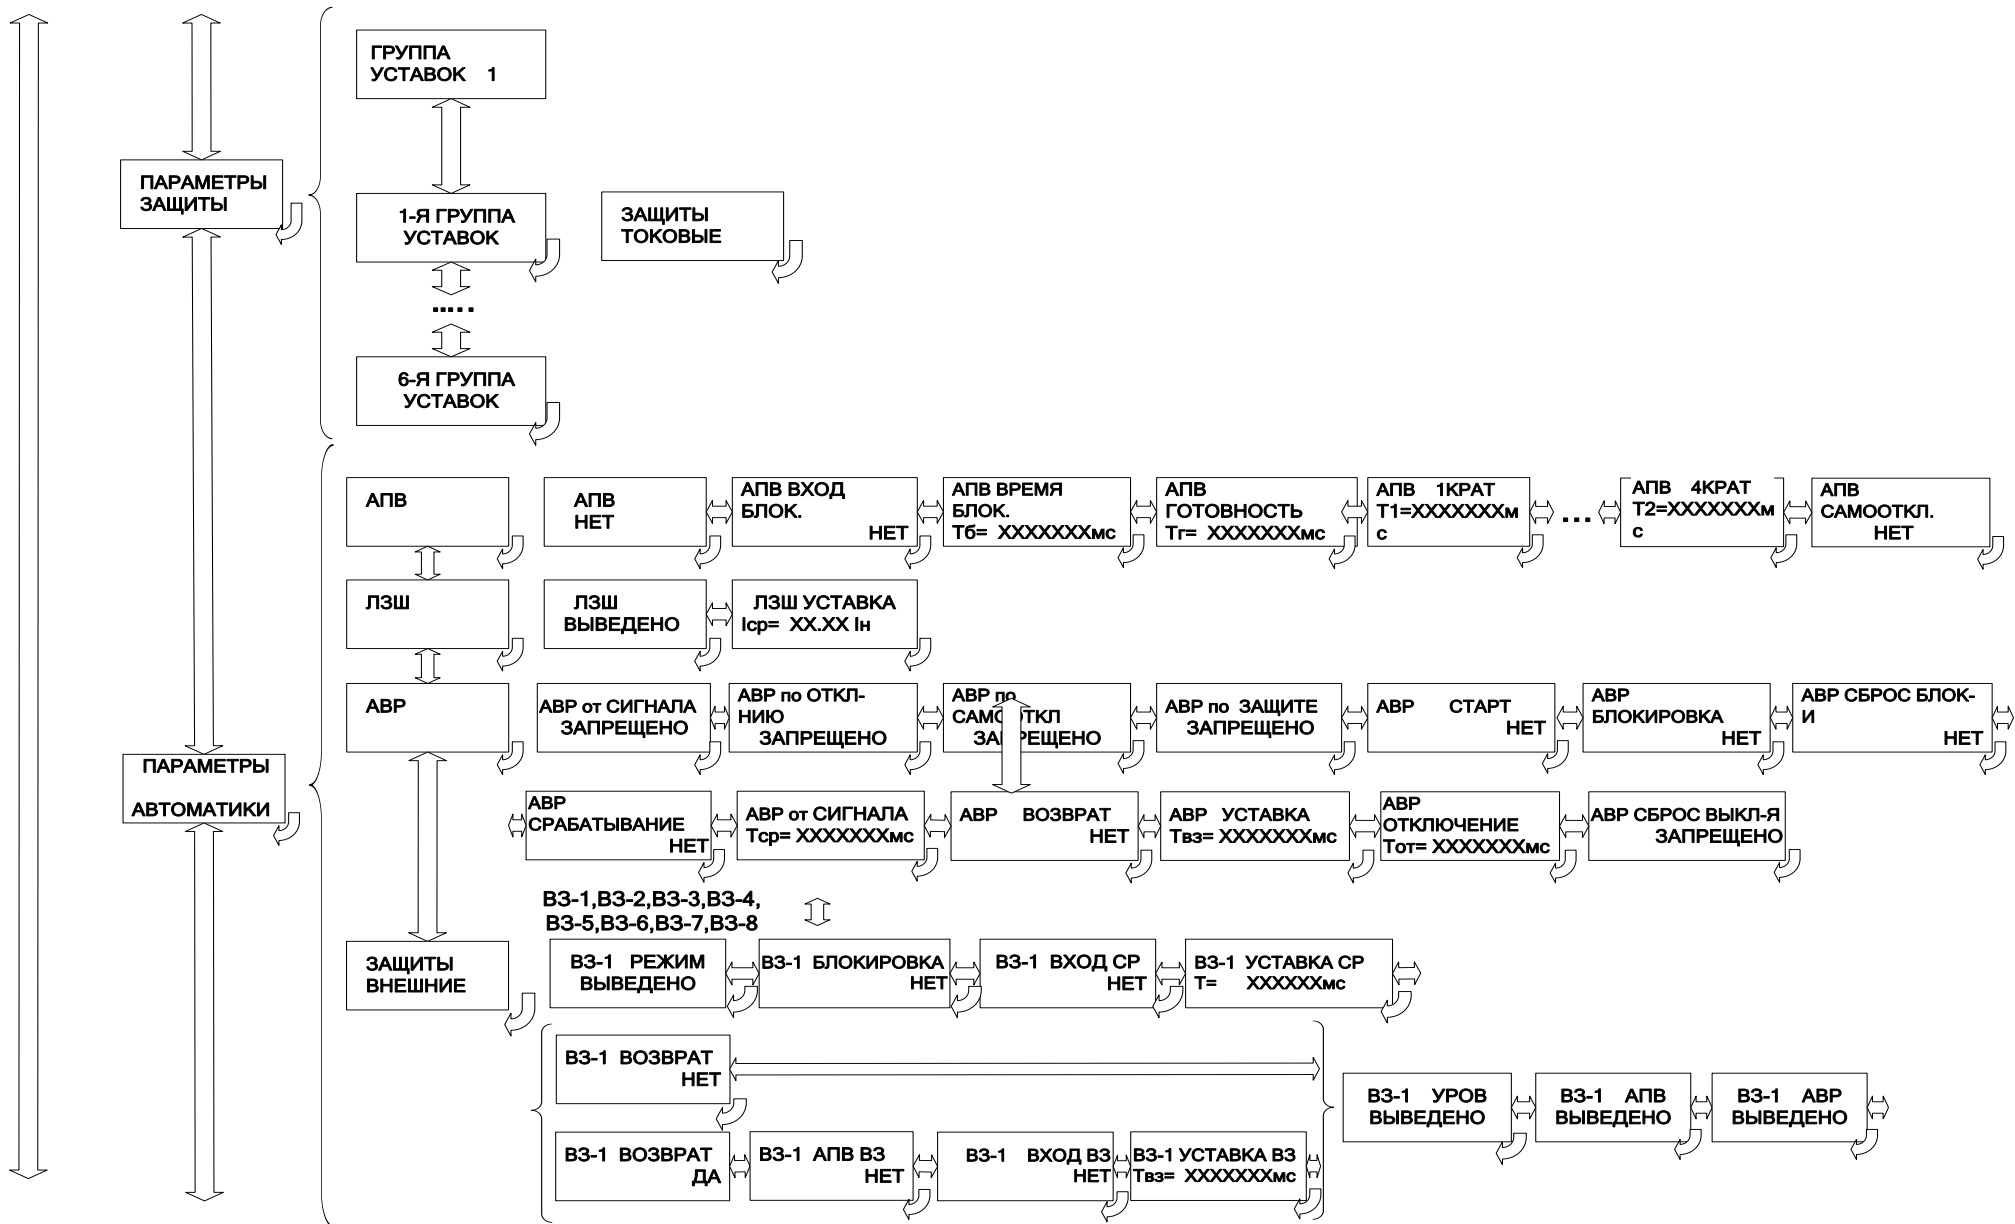 ГРУППА
УСТАВОК 1
ПАРАМЕТРЫ
ЗАЩИТЫ
1-Я ГРУППА
УСТАВОК
ЗАЩИТЫ
ТОКОВЫЕ
.....
6-Я ГРУППА
УСТАВОК
АПВ
АПВ
НЕТ
АПВ ВХОД
БЛОК.
НЕТ
АПВ ВРЕМЯ
БЛОК.
Тб= XXXXXXXмс
АПВ
ГОТОВНОСТЬ
Тг= XXXXXXXмс
АПВ 1КРАТ
Т1=XXXXXXXм
с
...
АПВ 4КРАТ
Т2=XXXXXXXм
с
АПВ
САМООТКЛ.
НЕТ
ЛЗШ
ЛЗШ
ВЫВЕДЕНО
ЛЗШ УСТАВКА
Iср= XX.XX Iн
АВР
АВР от СИГНАЛА
ЗАПРЕЩЕНО
АВР по ОТКЛ-
НИЮ
ЗАПРЕЩЕНО
АВР по
САМООТКЛ
ЗАПРЕЩЕНО
АВР по ЗАЩИТЕ
ЗАПРЕЩЕНО
АВР СТАРТ
НЕТ
АВР
БЛОКИРОВКА
НЕТ
АВР СБРОС БЛОК-
И
НЕТ
ПАРАМЕТРЫ
АВТОМАТИКИ
АВР
СРАБАТЫВАНИЕ
НЕТ
АВР от СИГНАЛА
Тср= XXXXXXXмс
АВР ВОЗВРАТ
НЕТ
АВР УСТАВКА
Твз= XXXXXXXмс
АВР
ОТКЛЮЧЕНИЕ
Тот= XXXXXXXмс
АВР СБРОС ВЫКЛ-Я
ЗАПРЕЩЕНО
ВЗ-1,ВЗ-2,ВЗ-3,ВЗ-4,
ВЗ-5,ВЗ-6,ВЗ-7,ВЗ-8
ЗАЩИТЫ
ВНЕШНИЕ
ВЗ-1 РЕЖИМ
ВЫВЕДЕНО
ВЗ-1 БЛОКИРОВКА
НЕТ
ВЗ-1 ВХОД СР
НЕТ
ВЗ-1 УСТАВКА СР
Т= XXXXXXмс
ВЗ-1 ВОЗВРАТ
НЕТ
ВЗ-1 УРОВ
ВЫВЕДЕНО
ВЗ-1 АПВ
ВЫВЕДЕНО
ВЗ-1 АВР
ВЫВЕДЕНО
ВЗ-1 ВОЗВРАТ
ДА
ВЗ-1 АПВ ВЗ
НЕТ
ВЗ-1 ВХОД ВЗ
НЕТ
ВЗ-1 УСТАВКА ВЗ
Твз= XXXXXXXмс